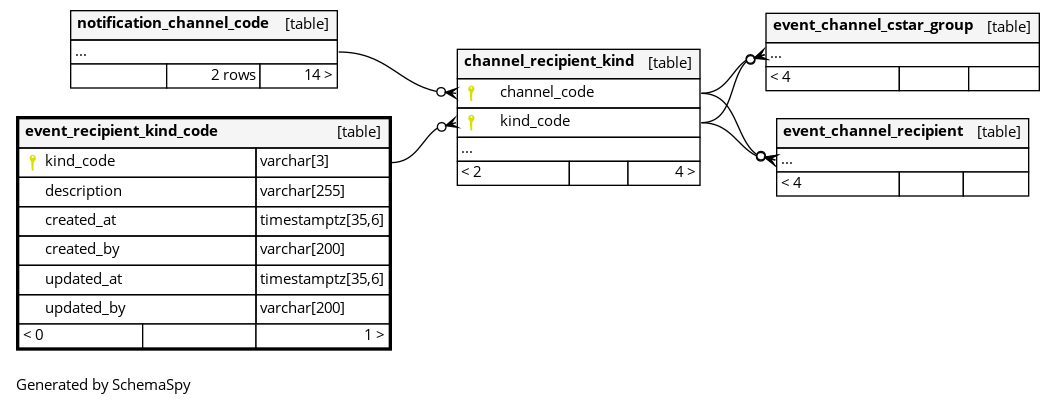 notification_channel_code [table]
...
2 rows 14 >
event_recipient_kind_code [table]
kind_code varchar[3]
description varchar[255]
created_at timestamptz[35,6]
created_by varchar[200]
updated_at timestamptz[35,6]
updated_by varchar[200]
< 0 1 >
channel_recipient_kind [table]
channel_code
kind_code
...
< 2 4 >
event_channel_cstar_group [table]
...
< 4
event_channel_recipient [table]
...
< 4
Generated by SchemaSpy